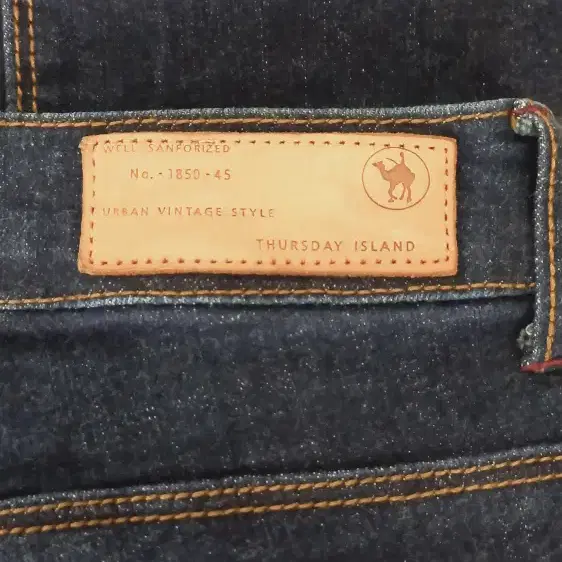 WELL SANFORIZED
No. - 1850 - 45
URBAN VINTAGE STYLE
THURSDAY ISLAND